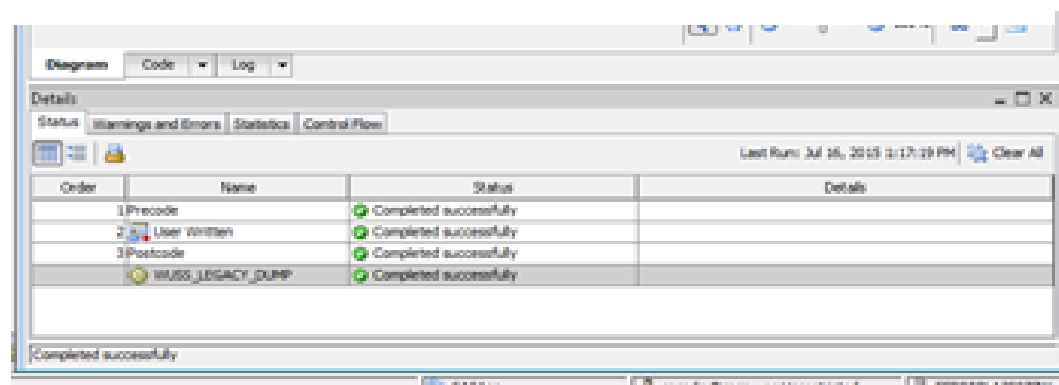 Diagram Code Log
Details
Status Warnings and Errors Statistics Control Flow
Last Run: Jul 16, 2015 1:17:19 PM Clear All
Order Name Status Details
1 Precode Completed successfully
2 User Written Completed successfully
3 Postcode Completed successfully
WUSS_LEGACY_DUMP Completed successfully
Completed successfully